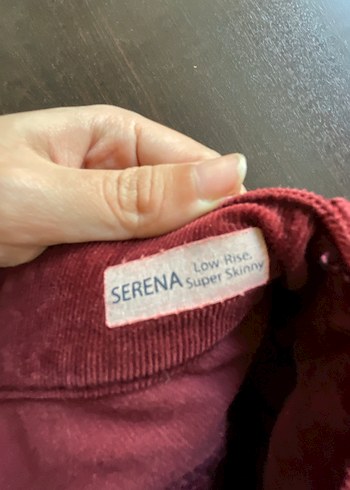 SERENA
Low Rise,
Super Skinny